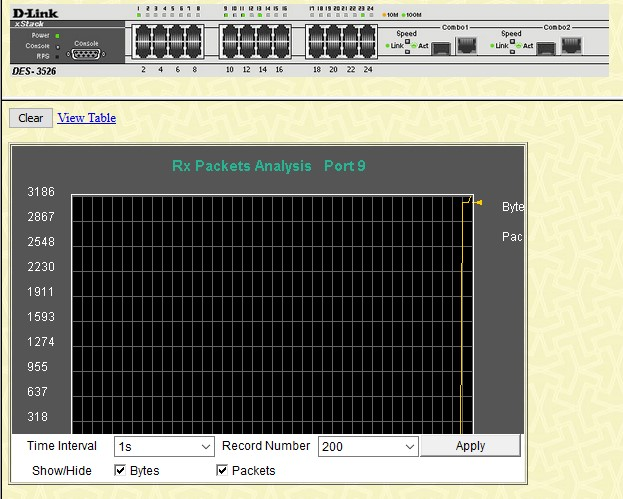 D-Link
xStack
Power
Console
RPS
Console
DES-3526
1 2 3 4 5 6 7 8
9 10 11 12 13 14 15 16
17 18 19 20 21 22 23 24
10M 100M
2 4 6 8
10 12 14 16
18 20 22 24
Combo1
Speed
Link Act
Combo2
Speed
Link Act
Clear View Table
Rx Packets Analysis Port 9
3186
2867
2548
2230
1911
1593
1274
955
637
318
Byte
Pac
Time Interval 1s Record Number 200 Apply
Show/Hide Bytes Packets